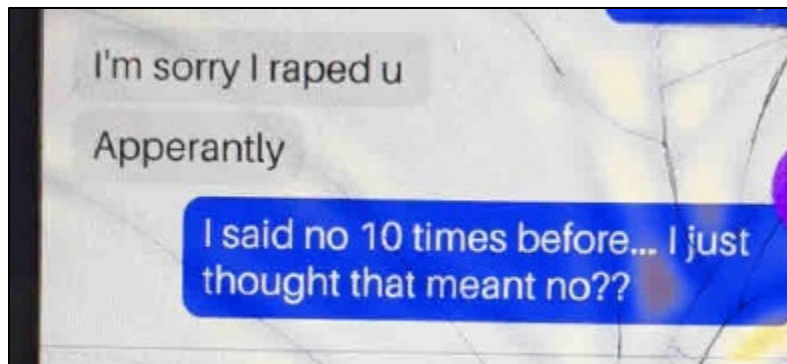 I'm sorry I raped u
Apperantly
I said no 10 times before... I just
thought that meant no??